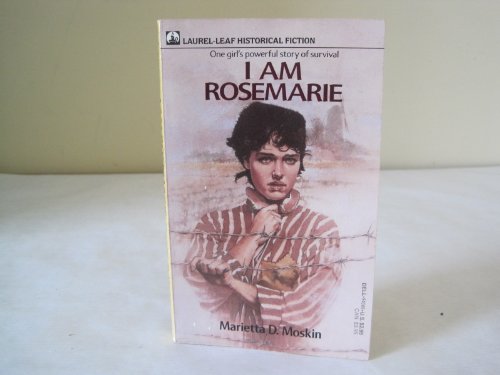 LAUREL-LEAF HISTORICAL FICTION
One girl's powerful story of survival
I AM
ROSEMARIE
Marietta D. Moskin